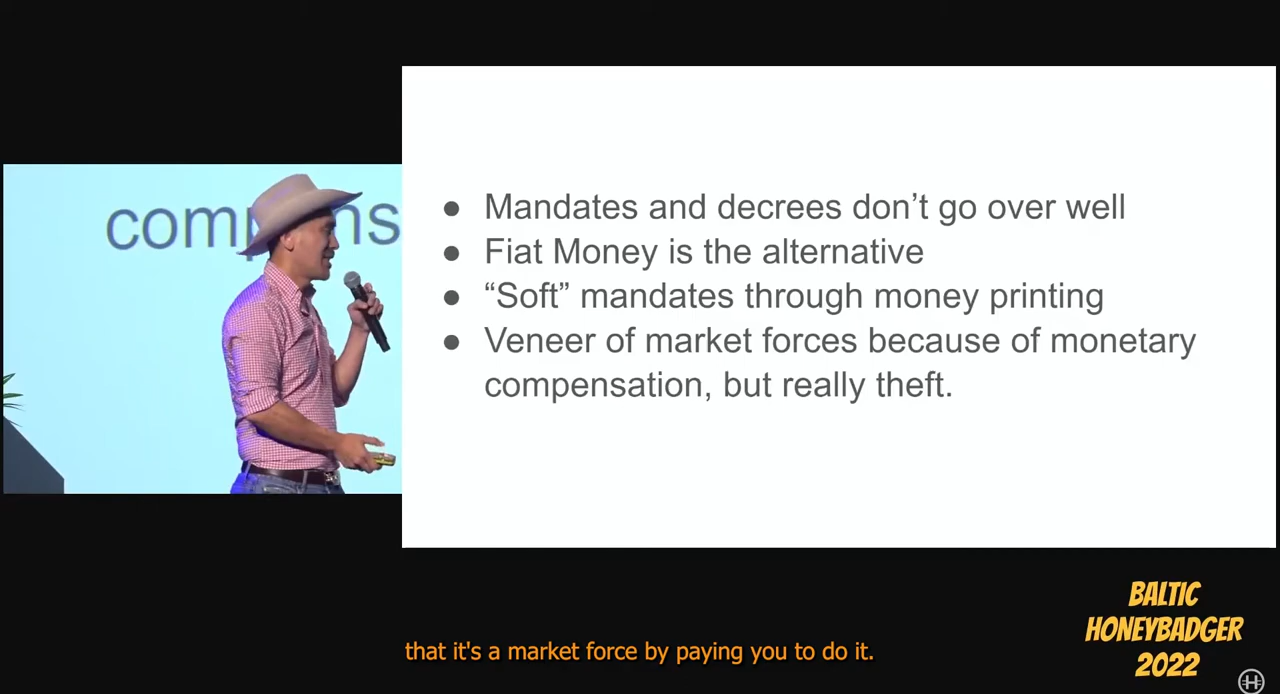 comp ns
● Mandates and decrees don’t go over well
● Fiat Money is the alternative
● “Soft” mandates through money printing
● Veneer of market forces because of monetary
compensation, but really theft.
that it's a market force by paying you to do it.
BALTIC
HONEYBADGER
2022